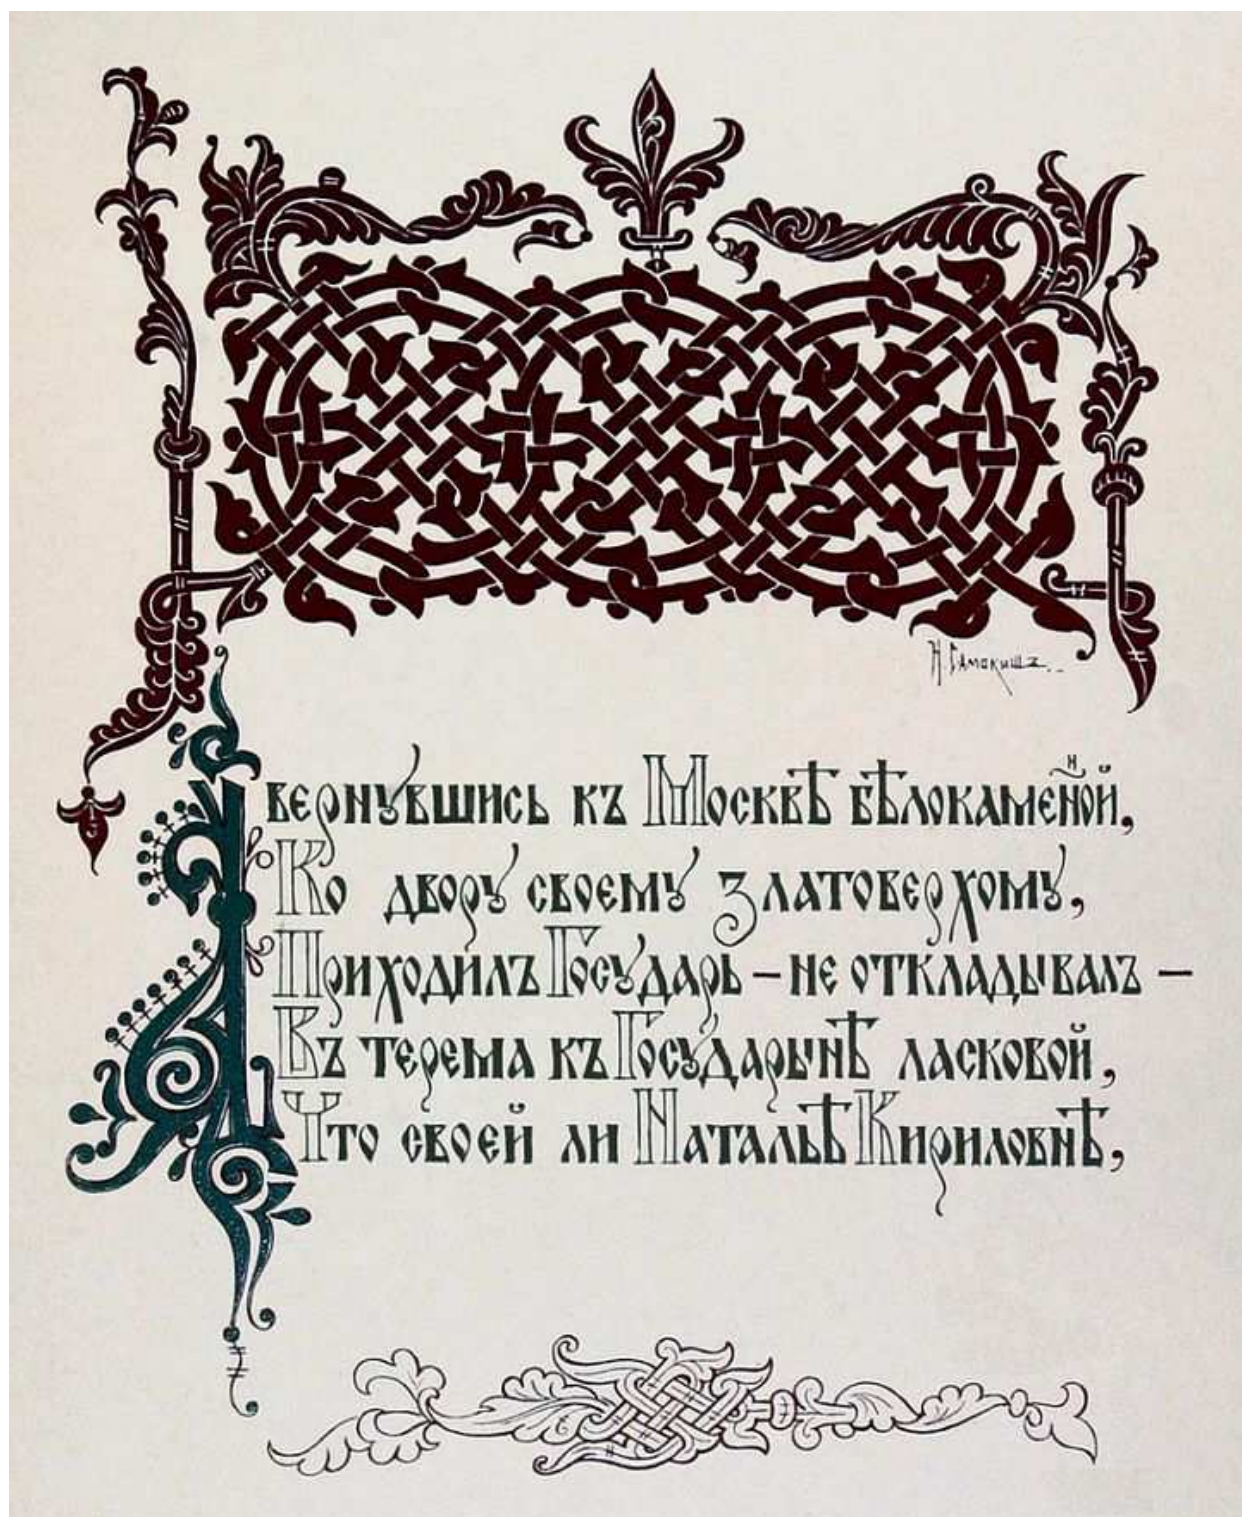 Н. Самокишъ
А вернувшись къ Москвѣ бѣлокаменной,
Ко двору своему златоверхому,
Приходилъ Государь — не откладывалъ —
Въ терема къ Государынѣ ласковой,
Что своей ли Натальѣ Кириловнѣ,